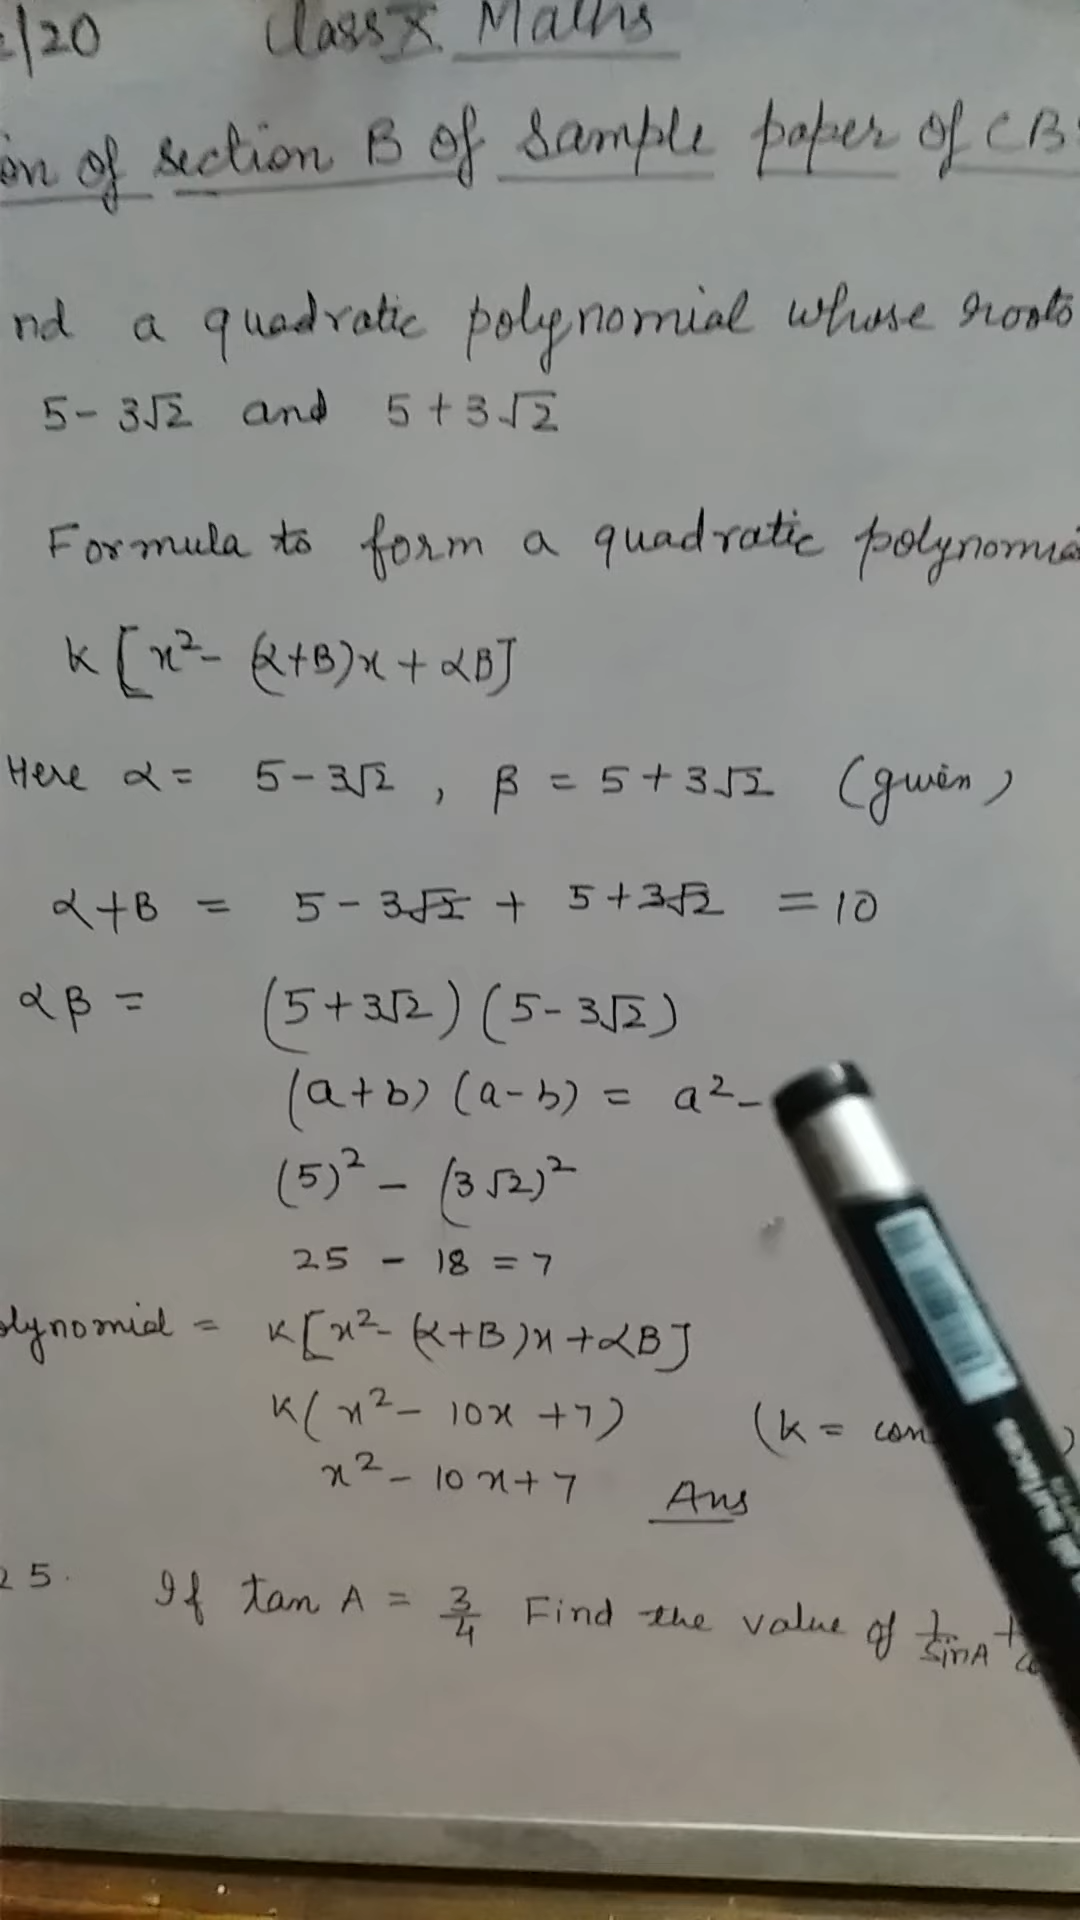 /20 Class X Maths
on of section B of Sample paper of CB
nd a quadratic polynomial whose roots
5-3√2 and 5+3√2
Formula to form a quadratic polynomia
k [x²- (α+B)x + αB]
Here α = 5-3√2 , β = 5+3√2 (given)
α+B = 5-3√2 + 5+3√2 = 10
αβ = (5+3√2) (5-3√2)
(a+b) (a-b) = a²-
(5)² - (3√2)²
25 - 18 = 7
olynomial = k[x²- (α+B)x+αB]
k(x²- 10x +7) (k = con )
x²- 10x+7 Ans
25. If tan A = 3/4 Find the value of 1/sinA +